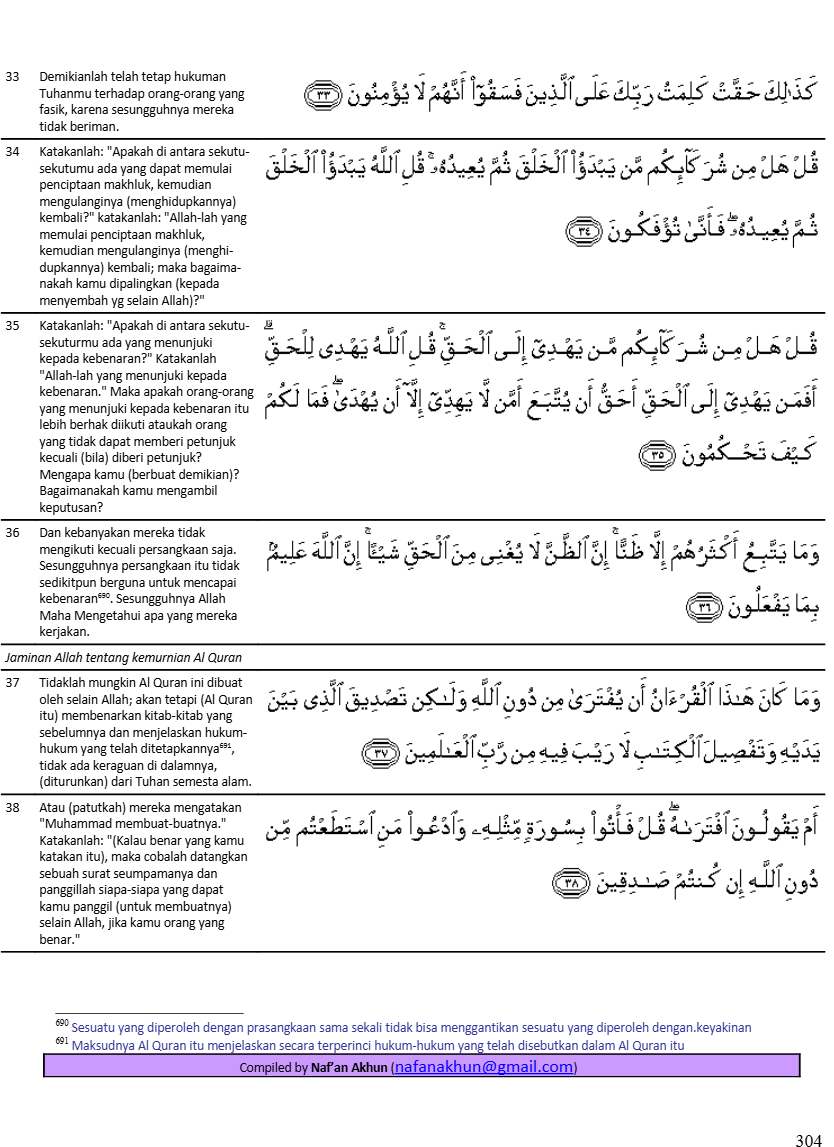 33 Demikianlah telah tetap hukuman
Tuhanmu terhadap orang-orang yang
fasik, karena sesungguhnya mereka
tidak beriman.
كَذَٰلِكَ حَقَّتْ كَلِمَتُ رَبِّكَ عَلَى ٱلَّذِينَ فَسَقُوٓا۟ أَنَّهُمْ لَا يُؤْمِنُونَ ٣٣
34 Katakanlah: "Apakah di antara sekutu-
sekutumu ada yang dapat memulai
penciptaan makhluk, kemudian
mengulanginya (menghidupkannya)
kembali?" katakanlah: "Allah-lah yang
memulai penciptaan makhluk,
kemudian mengulanginya (menghi-
dupkannya) kembali; maka bagaima-
nakah kamu dipalingkan (kepada
menyembah yg selain Allah)?"
قُلْ هَلْ مِن شُرَكَآئِكُم مَّن يَبْدَؤُا۟ ٱلْخَلْقَ ثُمَّ يُعِيدُهُۥ ۚ قُلِ ٱللَّهُ يَبْدَؤُا۟ ٱلْخَلْقَ
ثُمَّ يُعِيدُهُۥ ۖ فَأَنَّىٰ تُؤْفَكُونَ ٣٤
35 Katakanlah: "Apakah di antara sekutu-
sekuturmu ada yang menunjuki
kepada kebenaran?" Katakanlah
"Allah-lah yang menunjuki kepada
kebenaran." Maka apakah orang-orang
yang menunjuki kepada kebenaran itu
lebih berhak diikuti ataukah orang
yang tidak dapat memberi petunjuk
kecuali (bila) diberi petunjuk?
Mengapa kamu (berbuat demikian)?
Bagaimanakah kamu mengambil
keputusan?
قُلْ هَلْ مِن شُرَكَآئِكُم مَّن يَهْدِىٓ إِلَى ٱلْحَقِّ ۚ قُلِ ٱللَّهُ يَهْدِى لِلْحَقِّ ۗ
أَفَمَن يَهْدِىٓ إِلَى ٱلْحَقِّ أَحَقُّ أَن يُتَّبَعَ أَمَّن لَّا يَهِدِّىٓ إِلَّآ أَن يُهْدَىٰ ۖ فَمَا لَكُمْ
كَيْفَ تَحْكُمُونَ ٣٥
36 Dan kebanyakan mereka tidak
mengikuti kecuali persangkaan saja.
Sesungguhnya persangkaan itu tidak
sedikitpun berguna untuk mencapai
kebenaran⁶⁹⁰. Sesungguhnya Allah
Maha Mengetahui apa yang mereka
kerjakan.
وَمَا يَتَّبِعُ أَكْثَرُهُمْ إِلَّا ظَنًّا ۚ إِنَّ ٱلظَّنَّ لَا يُغْنِى مِنَ ٱلْحَقِّ شَيْـًٔا ۚ إِنَّ ٱللَّهَ عَلِيمٌۢ
بِمَا يَفْعَلُونَ ٣٦
Jaminan Allah tentang kemurnian Al Quran
37 Tidaklah mungkin Al Quran ini dibuat
oleh selain Allah; akan tetapi (Al Quran
itu) membenarkan kitab-kitab yang
sebelumnya dan menjelaskan hukum-
hukum yang telah ditetapkannya⁶⁹¹,
tidak ada keraguan di dalamnya,
(diturunkan) dari Tuhan semesta alam.
وَمَا كَانَ هَـٰذَا ٱلْقُرْءَانُ أَن يُفْتَرَىٰ مِن دُونِ ٱللَّهِ وَلَـٰكِن تَصْدِيقَ ٱلَّذِى بَيْنَ
يَدَيْهِ وَتَفْصِيلَ ٱلْكِتَـٰبِ لَا رَيْبَ فِيهِ مِن رَّبِّ ٱلْعَـٰلَمِينَ ٣٧
38 Atau (patutkah) mereka mengatakan
"Muhammad membuat-buatnya."
Katakanlah: "(Kalau benar yang kamu
katakan itu), maka cobalah datangkan
sebuah surat seumpamanya dan
panggillah siapa-siapa yang dapat
kamu panggil (untuk membuatnya)
selain Allah, jika kamu orang yang
benar."
أَمْ يَقُولُونَ ٱفْتَرَىٰهُ ۖ قُلْ فَأْتُوا۟ بِسُورَةٍ مِّثْلِهِۦ وَٱدْعُوا۟ مَنِ ٱسْتَطَعْتُم مِّن
دُونِ ٱللَّهِ إِن كُنتُمْ صَـٰدِقِينَ ٣٨
⁶⁹⁰ Sesuatu yang diperoleh dengan prasangkaan sama sekali tidak bisa menggantikan sesuatu yang diperoleh dengan.keyakinan
⁶⁹¹ Maksudnya Al Quran itu menjelaskan secara terperinci hukum-hukum yang telah disebutkan dalam Al Quran itu
Compiled by Naf’an Akhun (nafanakhun@gmail.com)
304